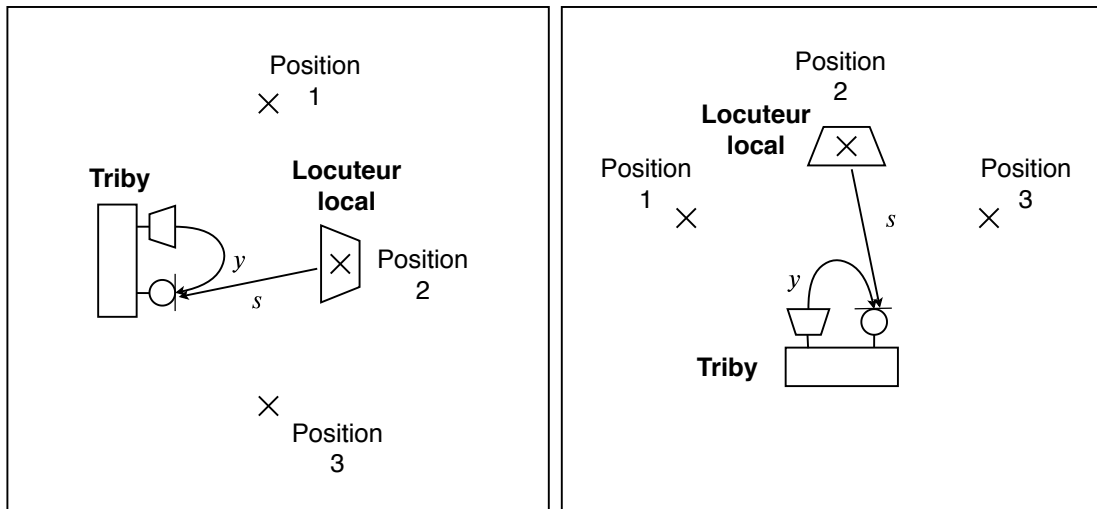 Position
1
Triby
Locuteur
local
y
s
Position
2
Position
3
Position
2
Locuteur
local
Position
1
Position
3
s
y
Triby